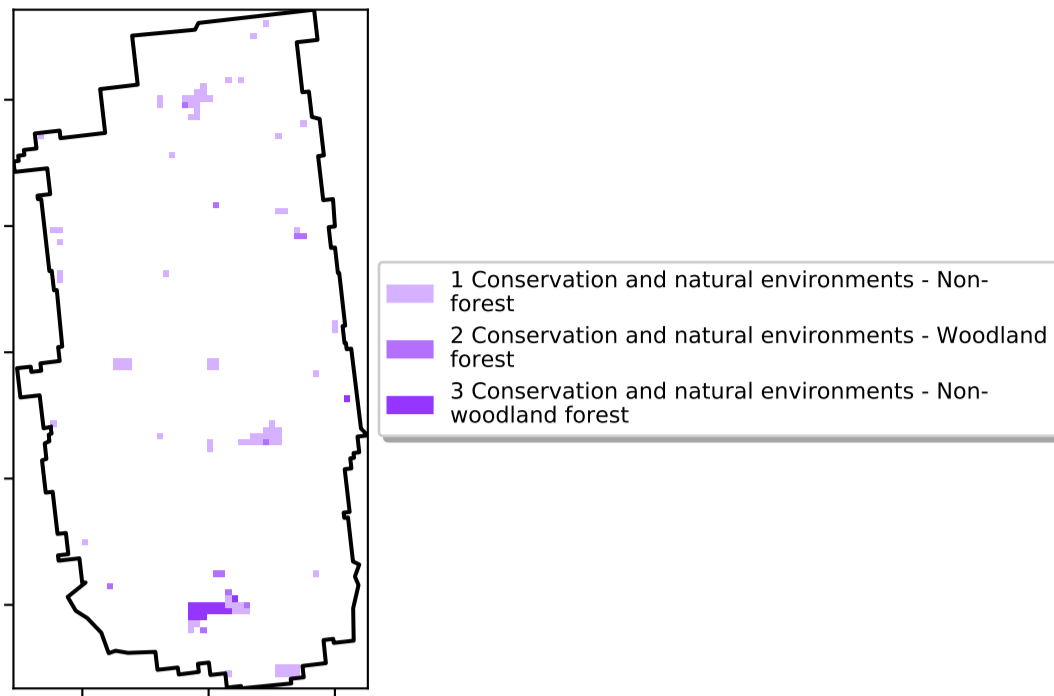 1 Conservation and natural environments - Non-
forest
2 Conservation and natural environments - Woodland
forest
3 Conservation and natural environments - Non-
woodland forest